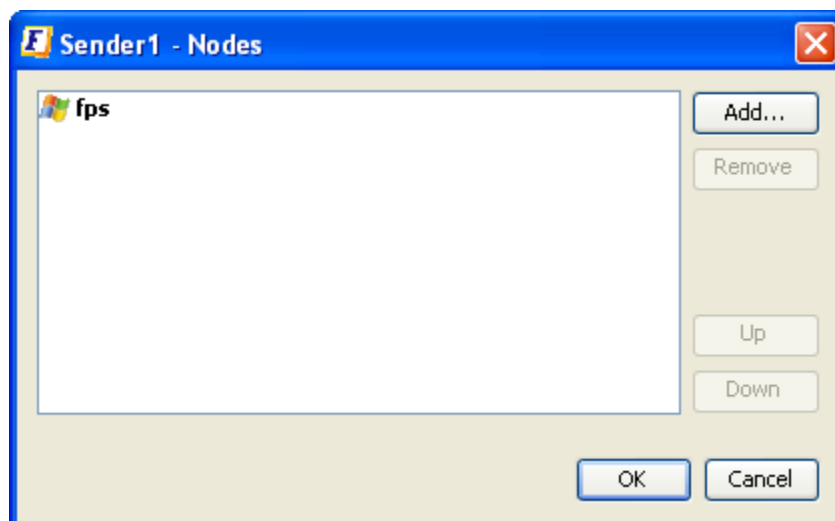 Sender1 - Nodes
fps
Add...
Remove
Up
Down
OK
Cancel